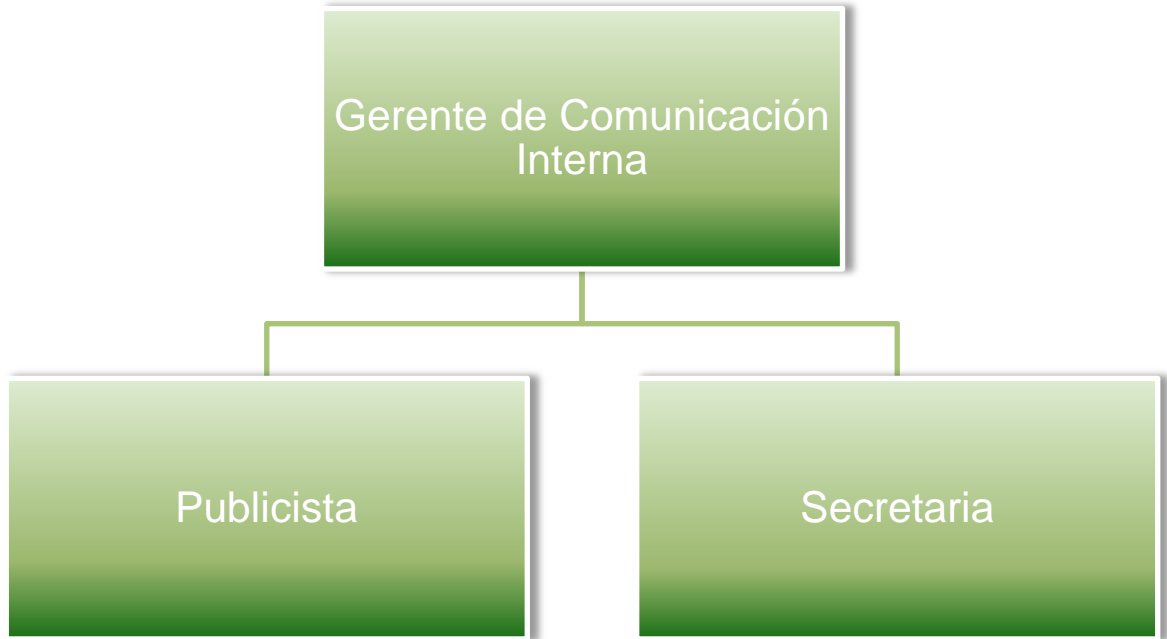 Gerente de Comunicación
Interna
Publicista
Secretaria